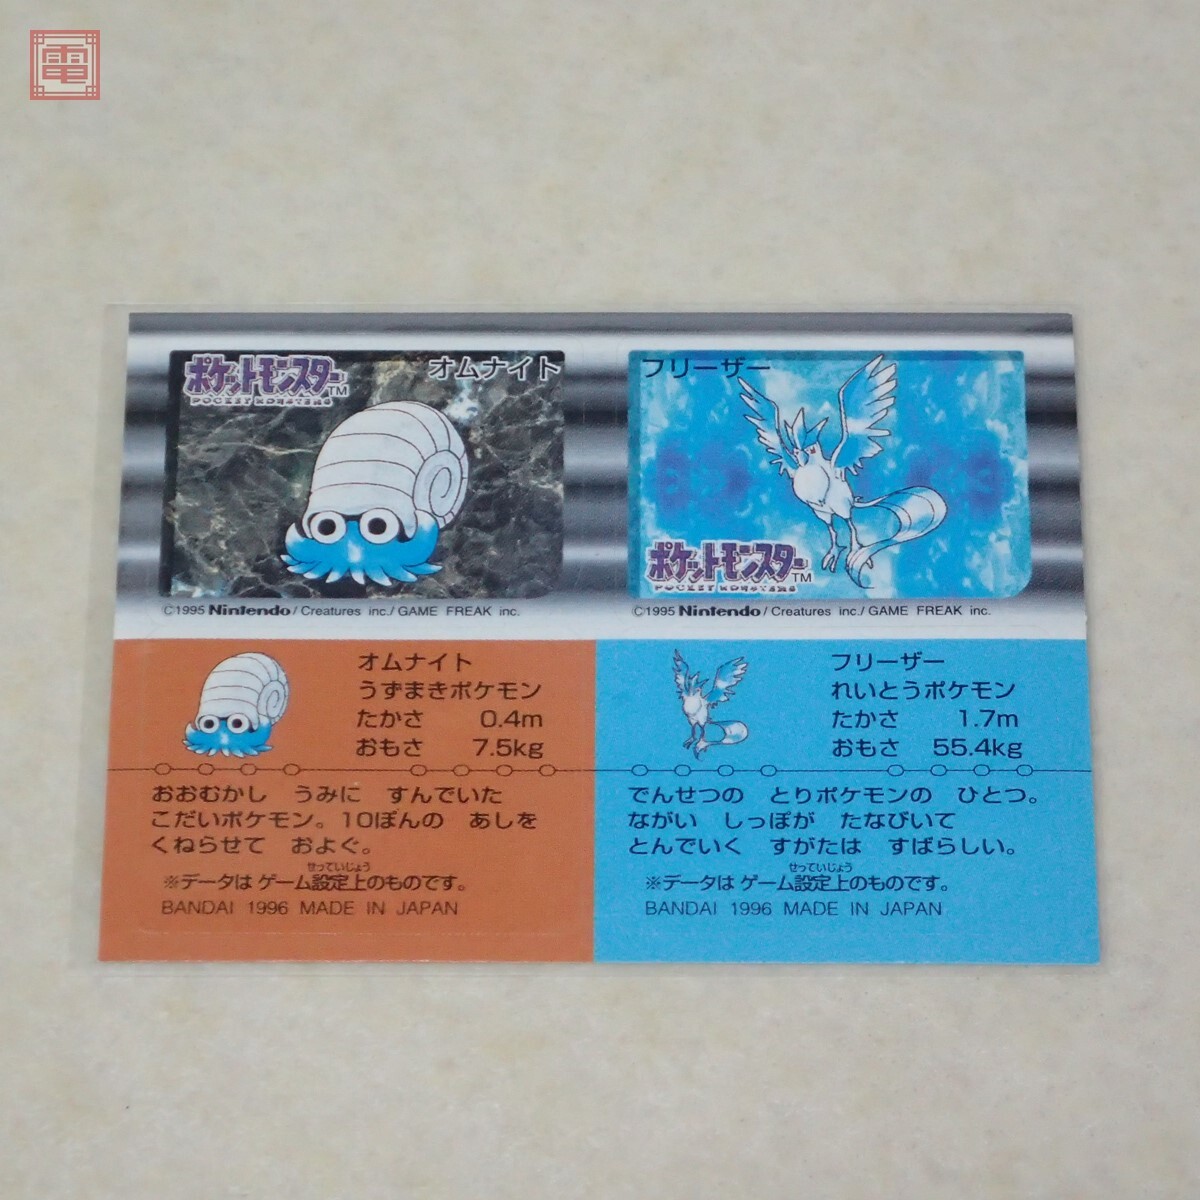 電
ポケットモンスター TM
POCKET MONSTERS
オムナイト
©1995 Nintendo/Creatures inc./GAME FREAK inc.
フリーザー
ポケットモンスター TM
POCKET MONSTERS
©1995 Nintendo/Creatures inc./GAME FREAK inc.
オムナイト
うずまきポケモン
たかさ 0.4m
おもさ 7.5kg
おおむかし うみに すんでいた
こだいポケモン。10ぽんの あしを
くねらせて およぐ。
せっていじょう
※データは ゲーム設定上のものです。
BANDAI 1996 MADE IN JAPAN
フリーザー
れいとうポケモン
たかさ 1.7m
おもさ 55.4kg
でんせつの とりポケモンの ひとつ。
ながい しっぽが たなびいて
とんでいく すがたは すばらしい。
せっていじょう
※データは ゲーム設定上のものです。
BANDAI 1996 MADE IN JAPAN